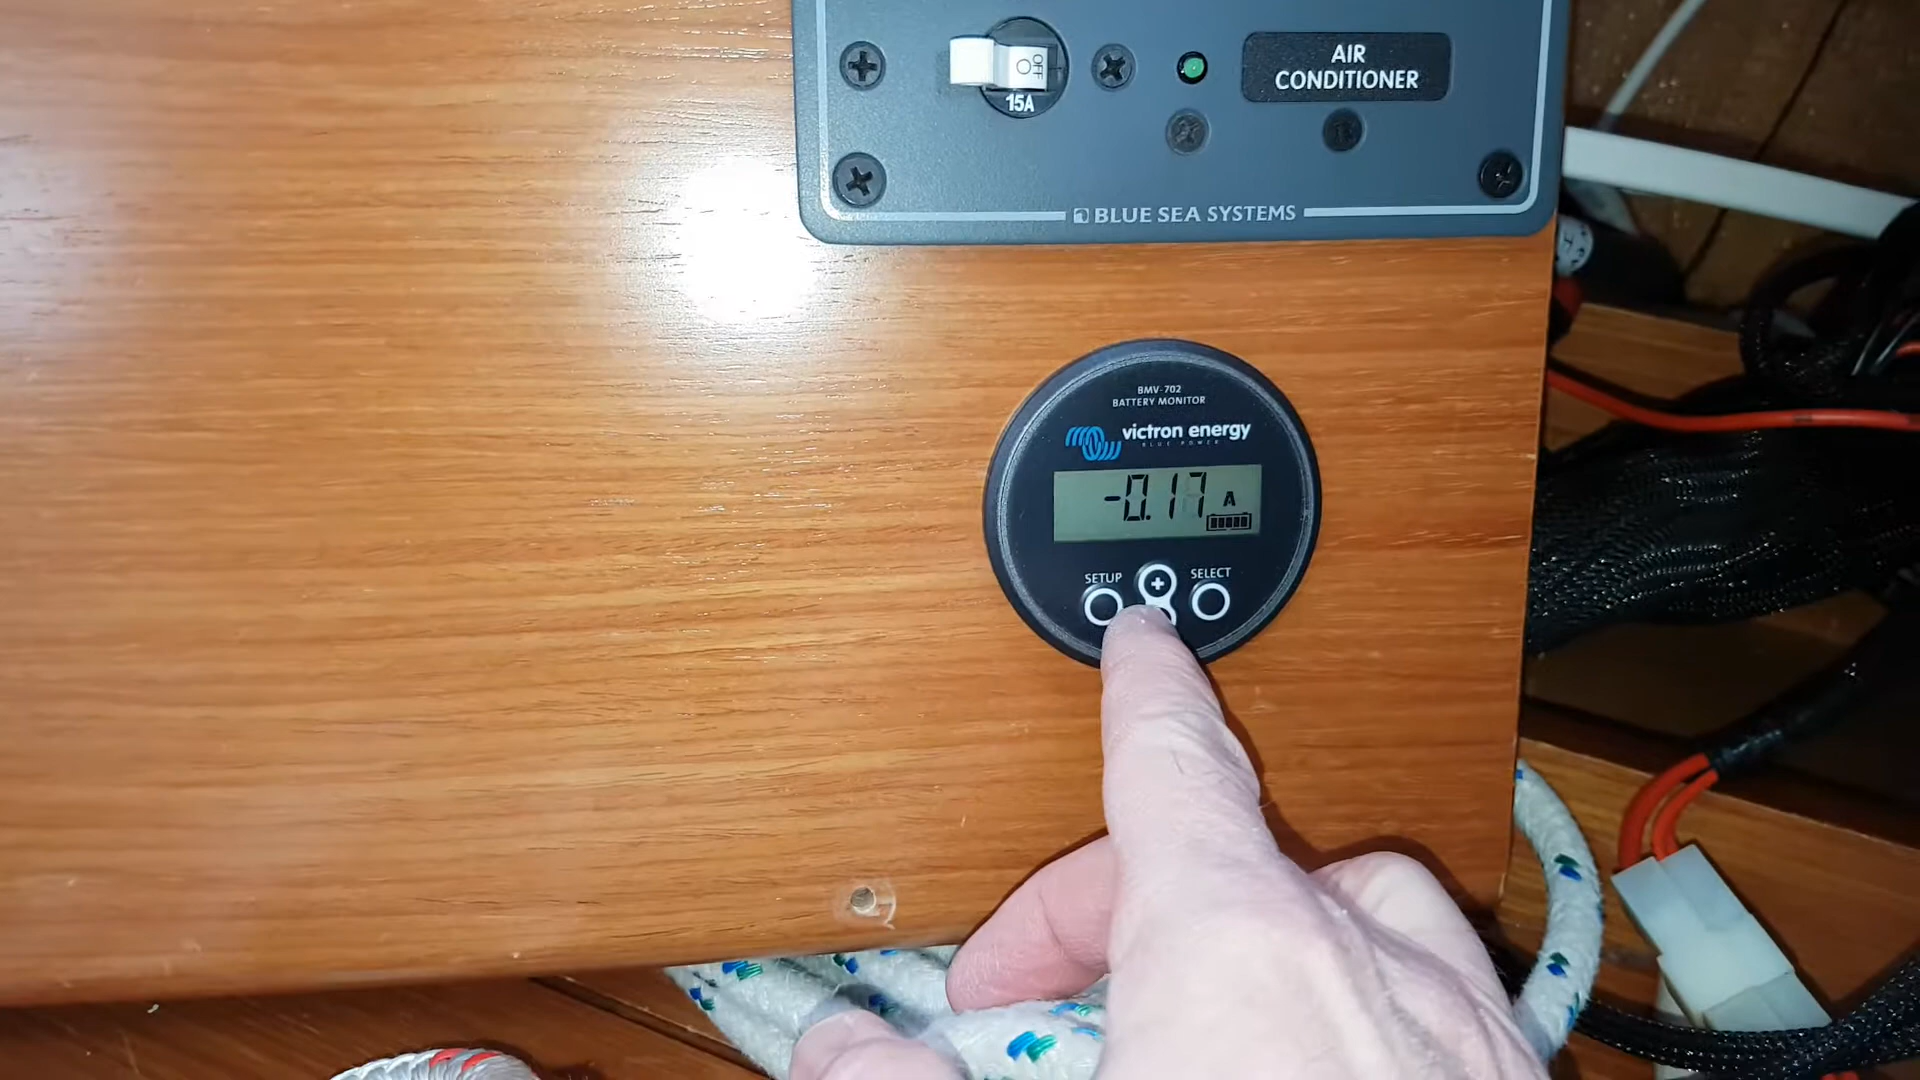 OFF
15A
AIR
CONDITIONER
BLUE SEA SYSTEMS
BMV-702
BATTERY MONITOR
victron energy
BLUE POWER
-0.17 A
SETUP
+
SELECT